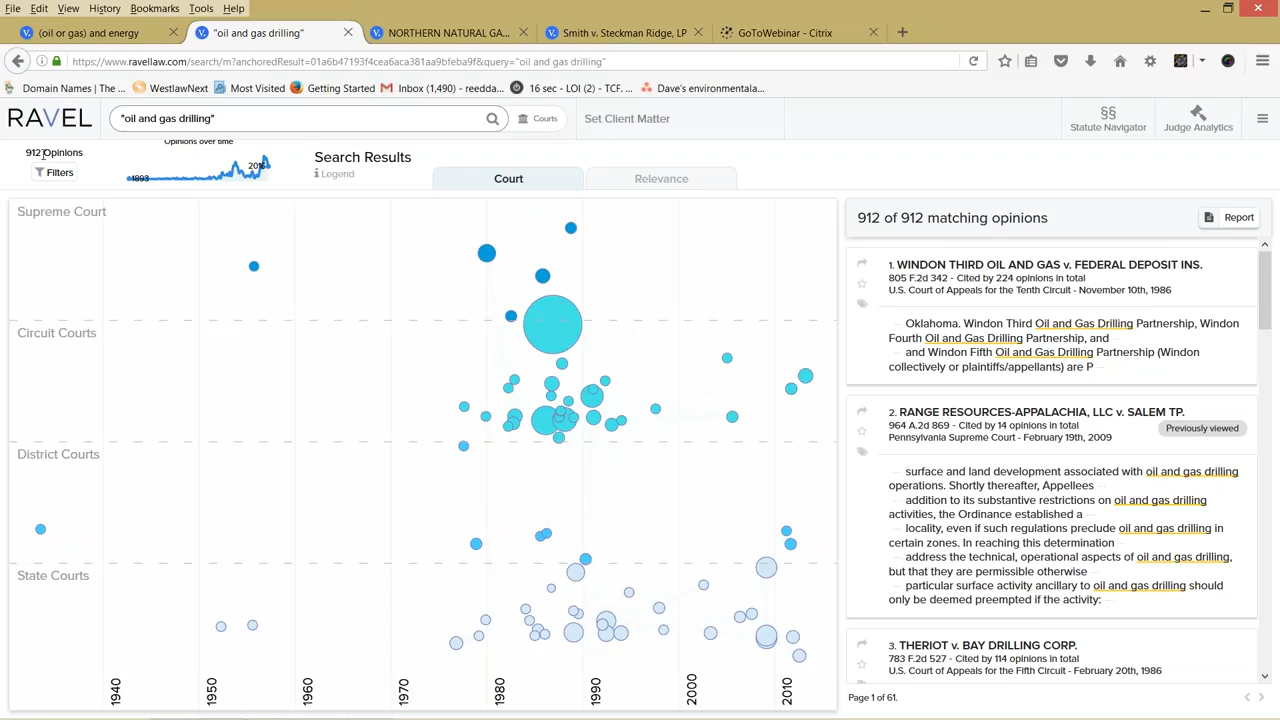 File Edit View History Bookmarks Tools Help
(oil or gas) and energy
"oil and gas drilling"
NORTHERN NATURAL GA...
Smith v. Steckman Ridge, LP
GoToWebinar - Citrix
https://www.ravellaw.com/search/m?anchoredResult=01a6b47193f4cea6aca381aa9bfeba9f&query="oil and gas drilling"
Domain Names | The ...
WestlawNext
Most Visited
Getting Started
Inbox (1,490) - reedda...
16 sec - LOI (2) - TCF. ...
Dave's environmentala...
RAVEL
"oil and gas drilling"
Courts
Set Client Matter
Statute Navigator
Judge Analytics
912 Opinions
Filters
Opinions over time
1893
2016
Search Results
Legend
Court
Relevance
Supreme Court
Circuit Courts
District Courts
State Courts
1940
1950
1960
1970
1980
1990
2000
2010
912 of 912 matching opinions
Report
1. WINDON THIRD OIL AND GAS v. FEDERAL DEPOSIT INS.
805 F.2d 342 - Cited by 224 opinions in total
U.S. Court of Appeals for the Tenth Circuit - November 10th, 1986
Oklahoma. Windon Third Oil and Gas Drilling Partnership, Windon
Fourth Oil and Gas Drilling Partnership, and
and Windon Fifth Oil and Gas Drilling Partnership (Windon
collectively or plaintiffs/appellants) are P
2. RANGE RESOURCES-APPALACHIA, LLC v. SALEM TP.
964 A.2d 869 - Cited by 14 opinions in total
Pennsylvania Supreme Court - February 19th, 2009
Previously viewed
surface and land development associated with oil and gas drilling
operations. Shortly thereafter, Appellees
addition to its substantive restrictions on oil and gas drilling
activities, the Ordinance established a
locality, even if such regulations preclude oil and gas drilling in
certain zones. In reaching this determination
address the technical, operational aspects of oil and gas drilling,
but that they are permissible otherwise
particular surface activity ancillary to oil and gas drilling should
only be deemed preempted if the activity:
3. THERIOT v. BAY DRILLING CORP.
783 F.2d 527 - Cited by 114 opinions in total
U.S. Court of Appeals for the Fifth Circuit - February 20th, 1986
Page 1 of 61.